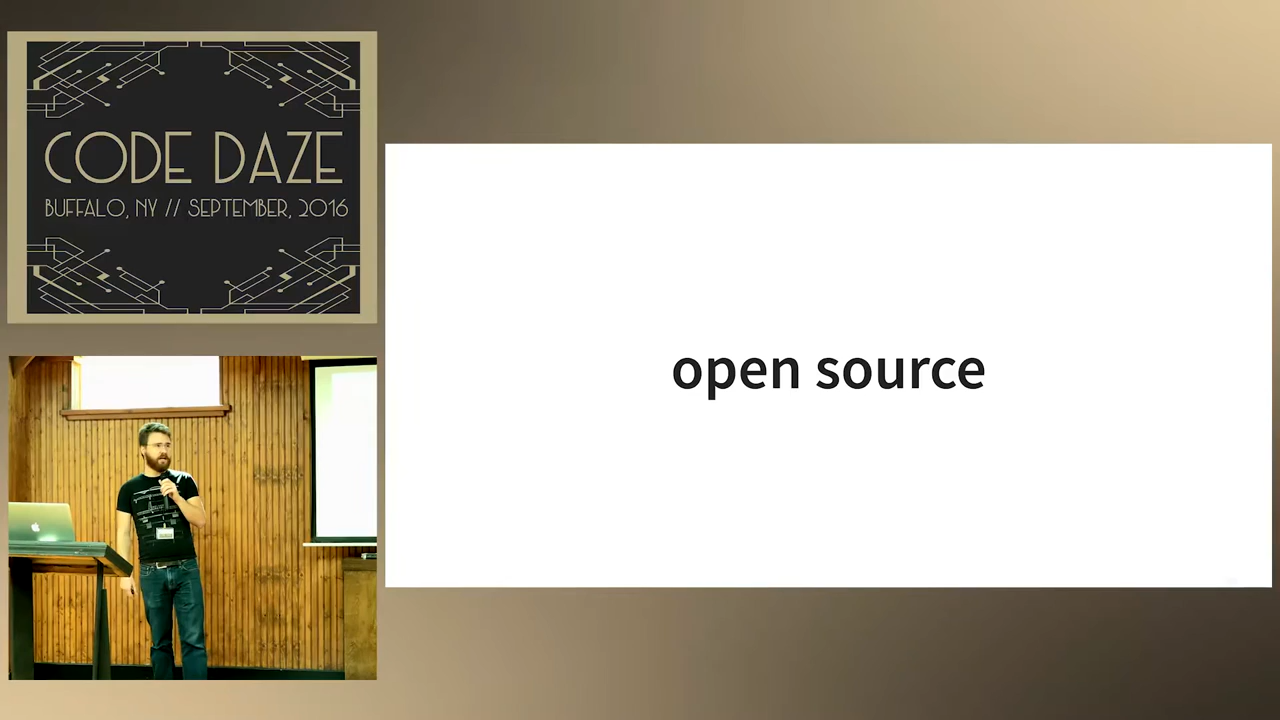 CODE DAZE
BUFFALO, NY // SEPTEMBER, 2016
open source